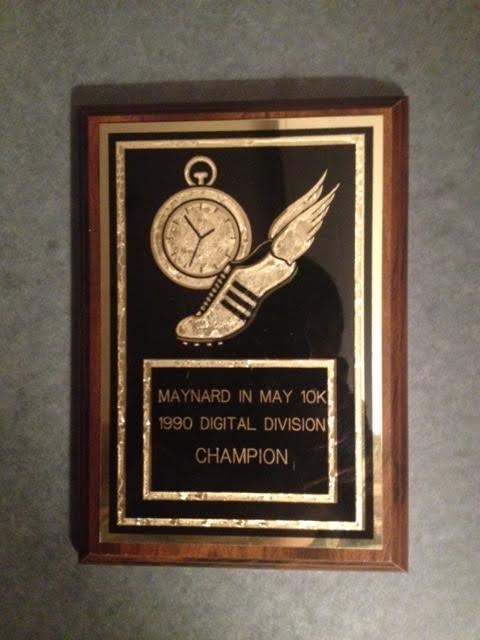 MAYNARD IN MAY 10K
1990 DIGITAL DIVISION
CHAMPION